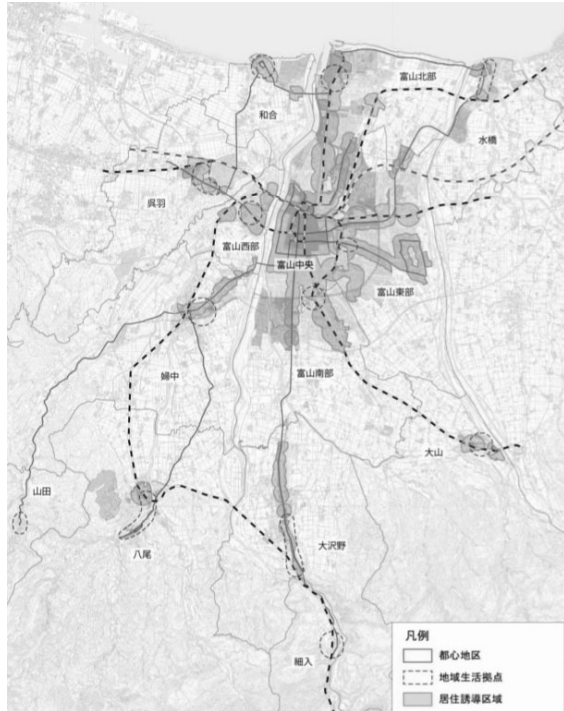 富山北部
和合
水橋
呉羽
富山西部
富山中央
富山東部
婦中
富山南部
大山
山田
八尾
大沢野
細入
凡例
都心地区
地域生活拠点
居住誘導区域